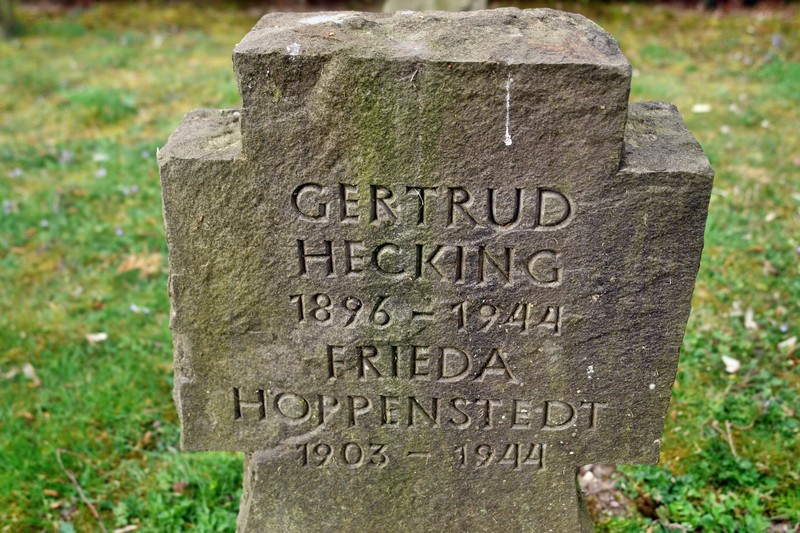 GERTRUD
HECKING
1896 - 1944
FRIEDA
HOPPENSTEDT
1903 - 1944